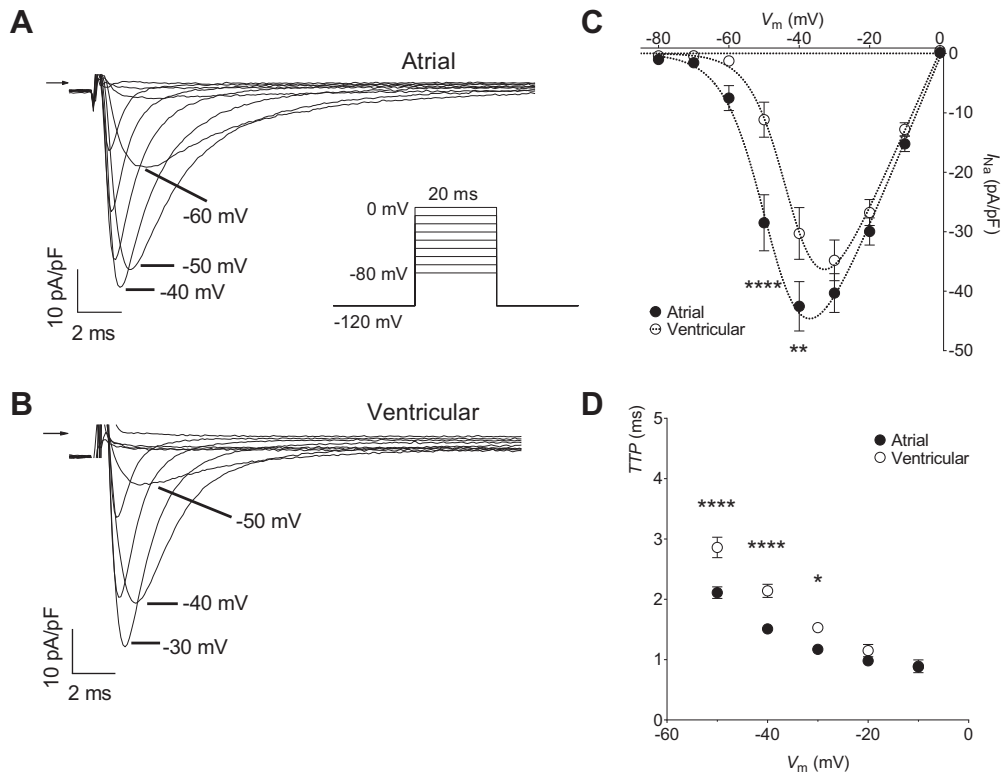 A
Atrial
-60 mV
-50 mV
-40 mV
10 pA/pF
2 ms
20 ms
0 mV
-80 mV
-120 mV
B
Ventricular
-50 mV
-40 mV
-30 mV
10 pA/pF
2 ms
C
Vm (mV)
-80 -60 -40 -20 0
0
-10
-20
-30
-40
-50
INa (pA/pF)
****
**
Atrial
Ventricular
D
TTP (ms)
5
4
3
2
1
0
Atrial
Ventricular
****
****
*
-60 -40 -20 0
Vm (mV)